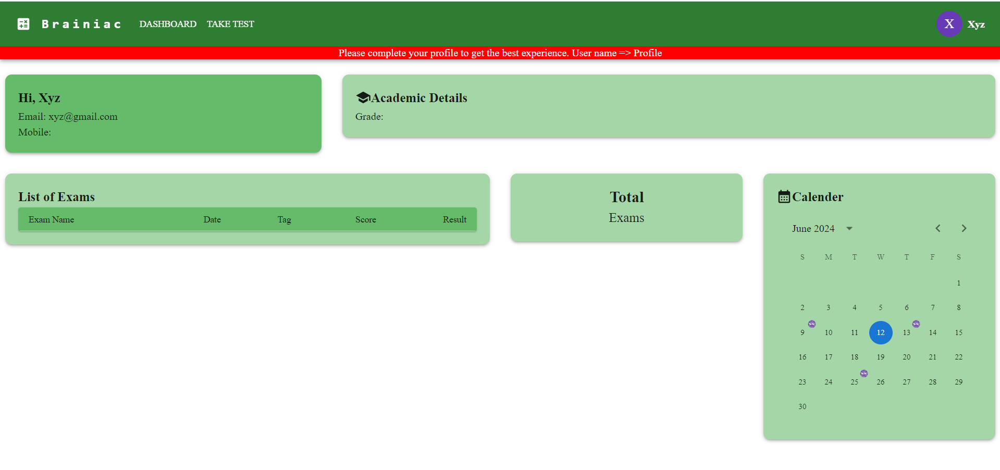 Brainiac DASHBOARD TAKE TEST X Xyz
Please complete your profile to get the best experience. User name => Profile
Hi, Xyz
Email: xyz@gmail.com
Mobile:
Academic Details
Grade:
List of Exams
Exam Name Date Tag Score Result
Total
Exams
Calender
June 2024
S M T W T F S
1
2 3 4 5 6 7 8
9 10 11 12 13 14 15
16 17 18 19 20 21 22
23 24 25 26 27 28 29
30